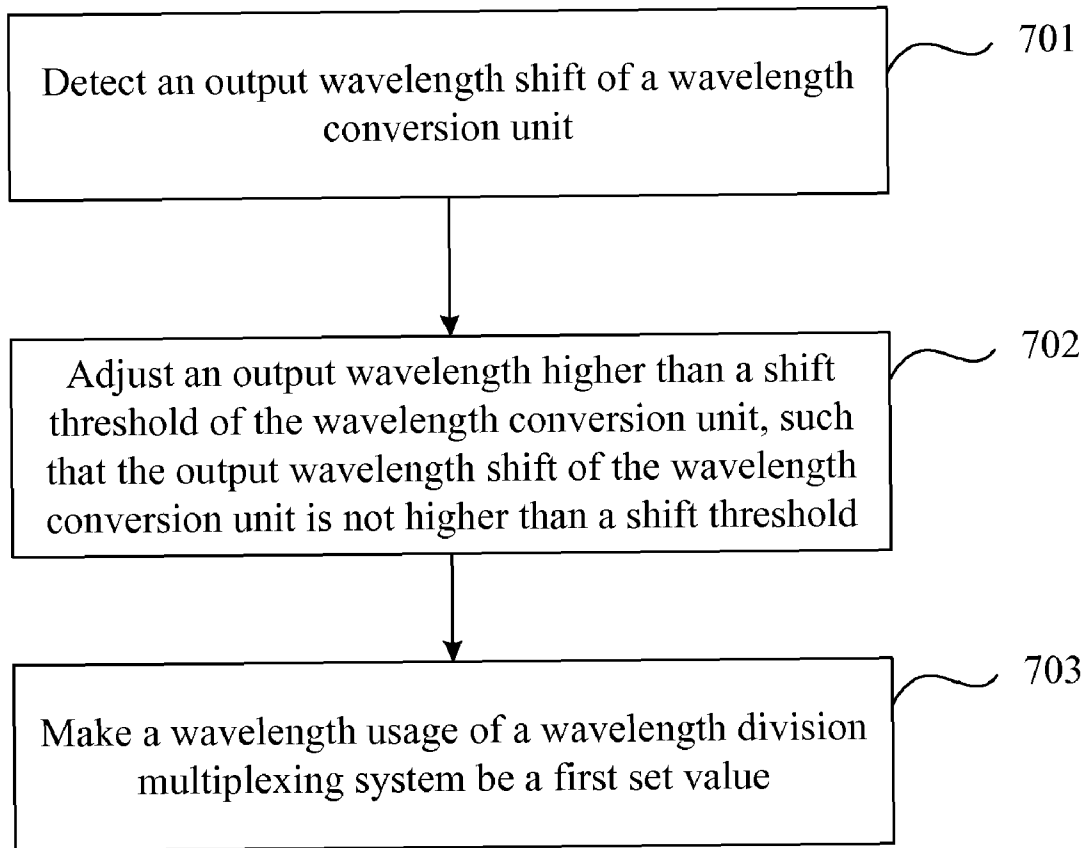 701
Detect an output wavelength shift of a wavelength
conversion unit
702
Adjust an output wavelength higher than a shift
threshold of the wavelength conversion unit, such
that the output wavelength shift of the wavelength
conversion unit is not higher than a shift threshold
703
Make a wavelength usage of a wavelength division
multiplexing system be a first set value